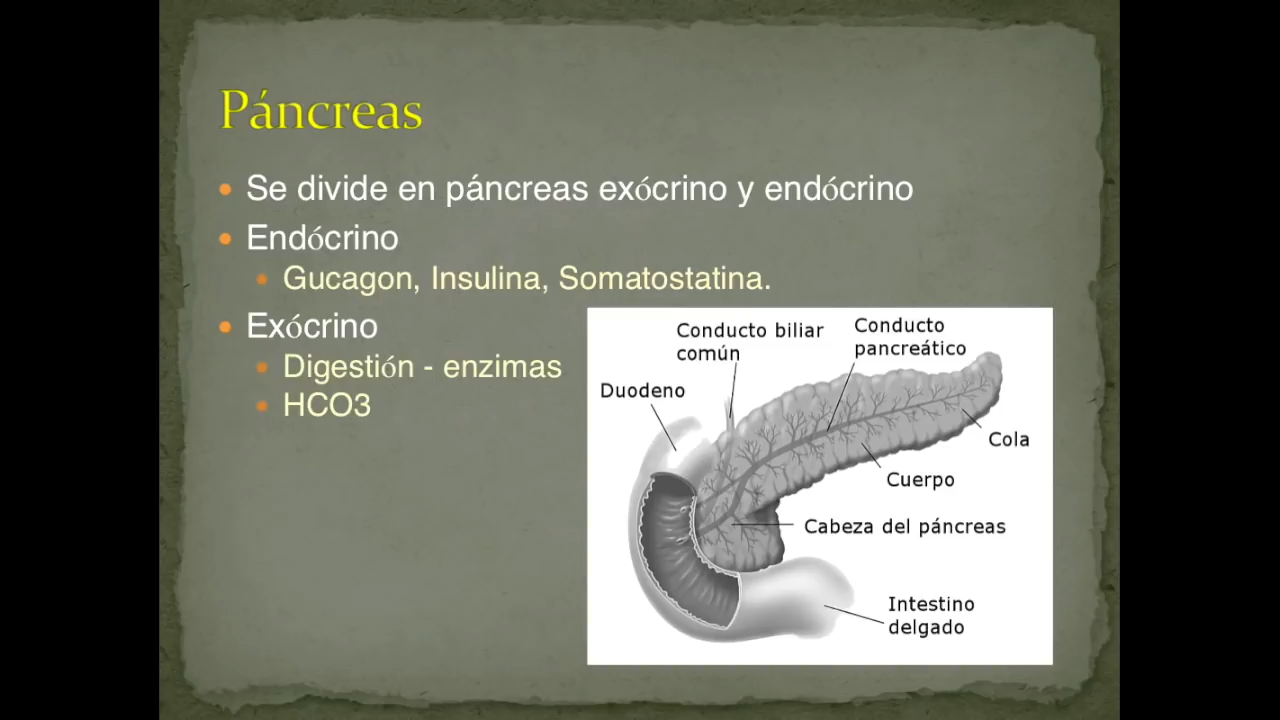 Páncreas
Se divide en páncreas exócrino y endócrino
Endócrino
Gucagon, Insulina, Somatostatina.
Exócrino
Digestión - enzimas
HCO3
Conducto biliar
común
Conducto
pancreático
Duodeno
Cola
Cuerpo
Cabeza del páncreas
Intestino
delgado